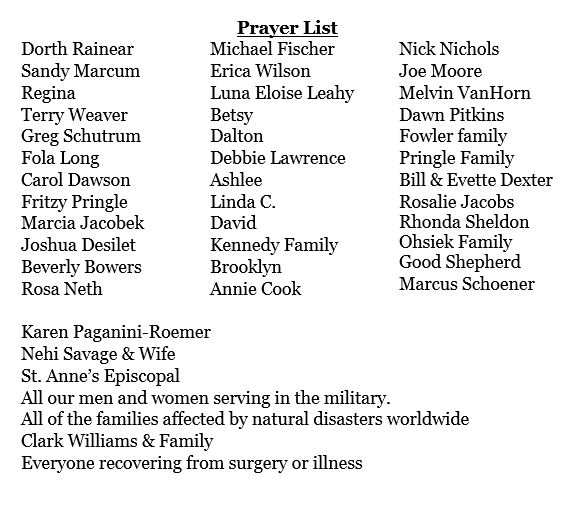 Prayer List
Dorth Rainear
Sandy Marcum
Regina
Terry Weaver
Greg Schutrum
Fola Long
Carol Dawson
Fritzy Pringle
Marcia Jacobek
Joshua Desilet
Beverly Bowers
Rosa Neth
Michael Fischer
Erica Wilson
Luna Eloise Leahy
Betsy
Dalton
Debbie Lawrence
Ashlee
Linda C.
David
Kennedy Family
Brooklyn
Annie Cook
Nick Nichols
Joe Moore
Melvin VanHorn
Dawn Pitkins
Fowler family
Pringle Family
Bill & Evette Dexter
Rosalie Jacobs
Rhonda Sheldon
Ohsiek Family
Good Shepherd
Marcus Schoener
Karen Paganini-Roemer
Nehi Savage & Wife
St. Anne’s Episcopal
All our men and women serving in the military.
All of the families affected by natural disasters worldwide
Clark Williams & Family
Everyone recovering from surgery or illness